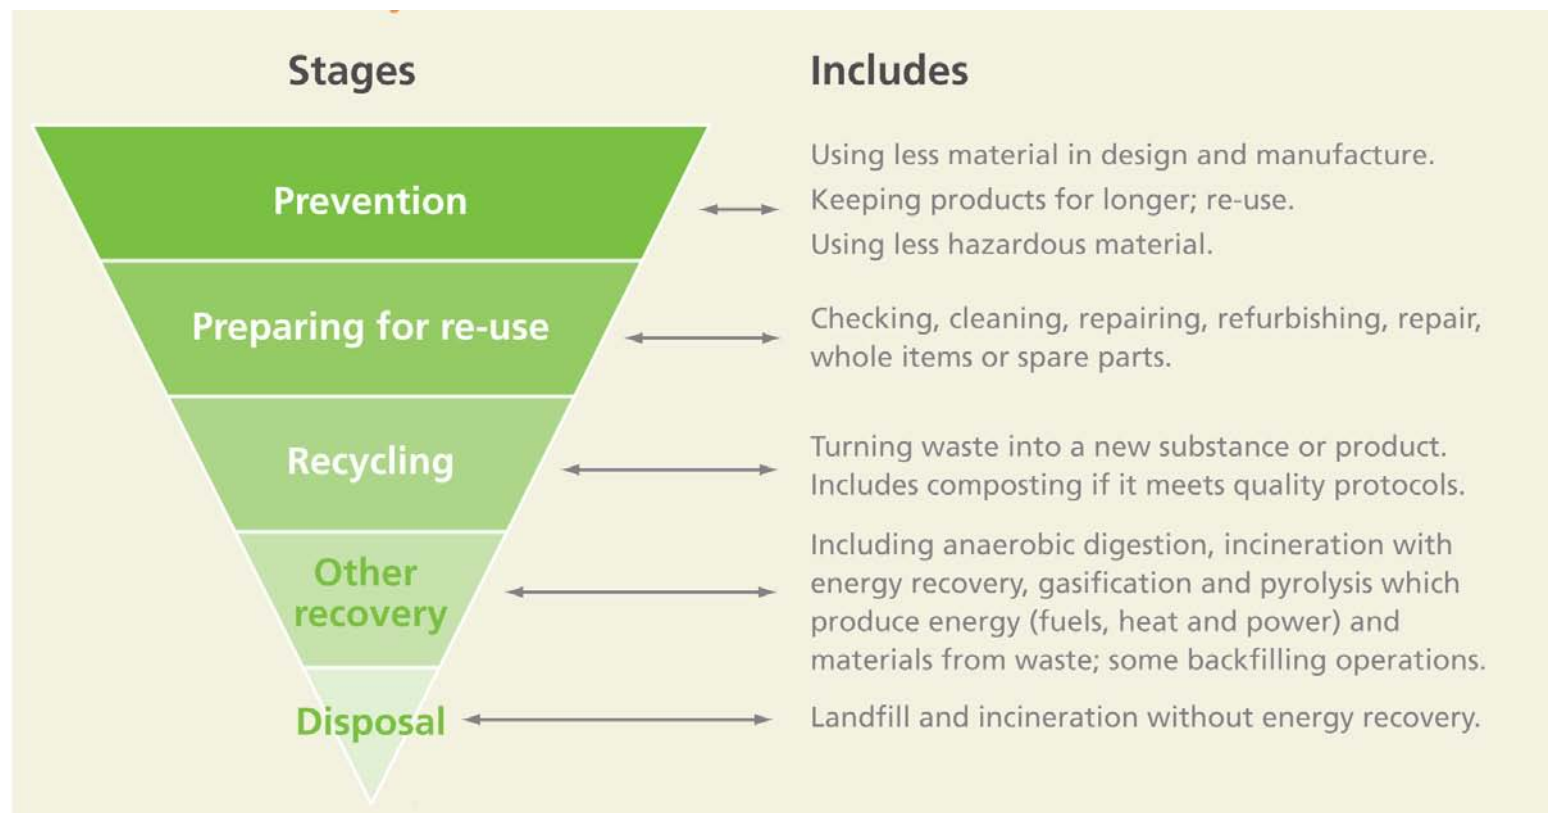 Stages
Includes
Prevention
Using less material in design and manufacture.
Keeping products for longer; re-use.
Using less hazardous material.
Preparing for re-use
Checking, cleaning, repairing, refurbishing, repair,
whole items or spare parts.
Recycling
Turning waste into a new substance or product.
Includes composting if it meets quality protocols.
Other
recovery
Including anaerobic digestion, incineration with
energy recovery, gasification and pyrolysis which
produce energy (fuels, heat and power) and
materials from waste; some backfilling operations.
Disposal
Landfill and incineration without energy recovery.